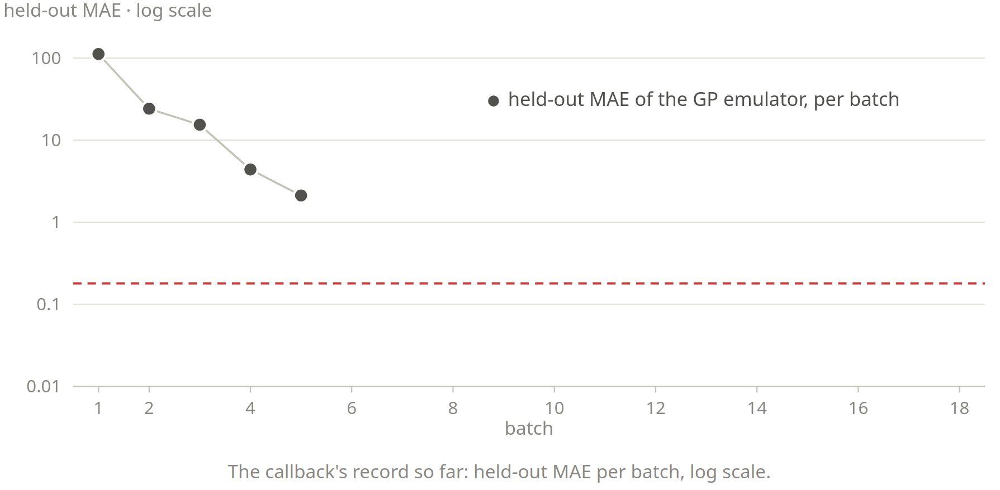 held-out MAE · log scale
100
held-out MAE of the GP emulator, per batch
10
1
0.1
0.01
1 2 4 6 8 10 12 14 16 18
batch
The callback's record so far: held-out MAE per batch, log scale.